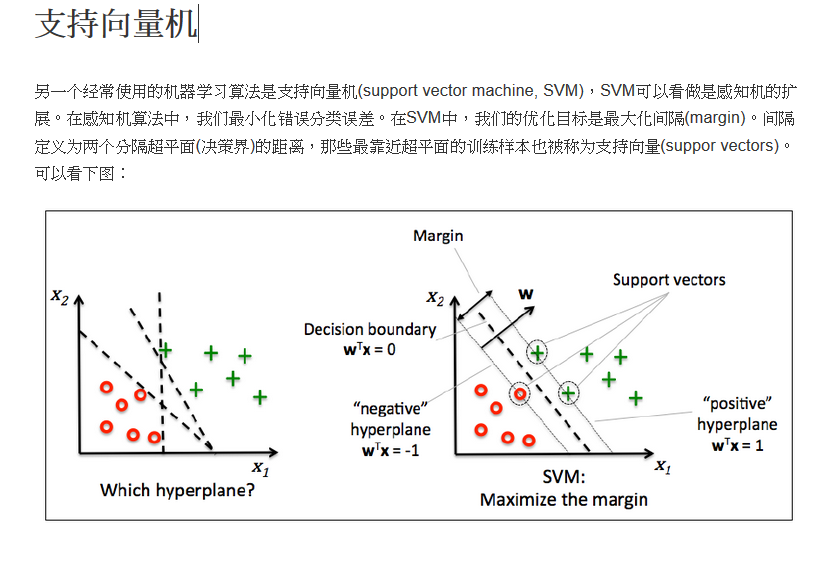 支持向量机
另一个经常使用的机器学习算法是支持向量机(support vector machine, SVM)，SVM可以看做是感知机的扩
展。在感知机算法中，我们最小化错误分类误差。在SVM中，我们的优化目标是最大化间隔(margin)。间隔
定义为两个分隔超平面(决策界)的距离，那些最靠近超平面的训练样本也被称为支持向量(suppor vectors)。
可以看下图：
Margin
Support vectors
x2
x2
w
Decision boundary
wTx = 0
"negative"
hyperplane
wTx = -1
"positive"
hyperplane
wTx = 1
x1
x1
Which hyperplane?
SVM:
Maximize the margin